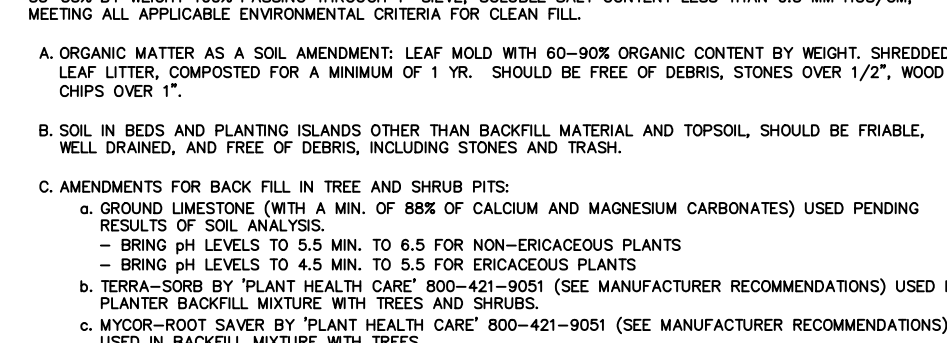 MEETING ALL APPLICABLE ENVIRONMENTAL CRITERIA FOR CLEAN FILL.
A. ORGANIC MATTER AS A SOIL AMENDMENT: LEAF MOLD WITH 60–90% ORGANIC CONTENT BY WEIGHT. SHREDDED
LEAF LITTER, COMPOSTED FOR A MINIMUM OF 1 YR. SHOULD BE FREE OF DEBRIS, STONES OVER 1/2", WOOD
CHIPS OVER 1".
B. SOIL IN BEDS AND PLANTING ISLANDS OTHER THAN BACKFILL MATERIAL AND TOPSOIL, SHOULD BE FRIABLE,
WELL DRAINED, AND FREE OF DEBRIS, INCLUDING STONES AND TRASH.
C. AMENDMENTS FOR BACK FILL IN TREE AND SHRUB PITS:
a. GROUND LIMESTONE (WITH A MIN. OF 88% OF CALCIUM AND MAGNESIUM CARBONATES) USED PENDING
RESULTS OF SOIL ANALYSIS.
– BRING pH LEVELS TO 5.5 MIN. TO 6.5 FOR NON–ERICACEOUS PLANTS
– BRING pH LEVELS TO 4.5 MIN. TO 5.5 FOR ERICACEOUS PLANTS
b. TERRA–SORB BY 'PLANT HEALTH CARE' 800–421–9051 (SEE MANUFACTURER RECOMMENDATIONS) USED
PLANTER BACKFILL MIXTURE WITH TREES AND SHRUBS.
c. MYCOR–ROOT SAVER BY 'PLANT HEALTH CARE' 800–421–9051 (SEE MANUFACTURER RECOMMENDATIONS)
USED IN BACKFILL MIXTURE WITH TREES